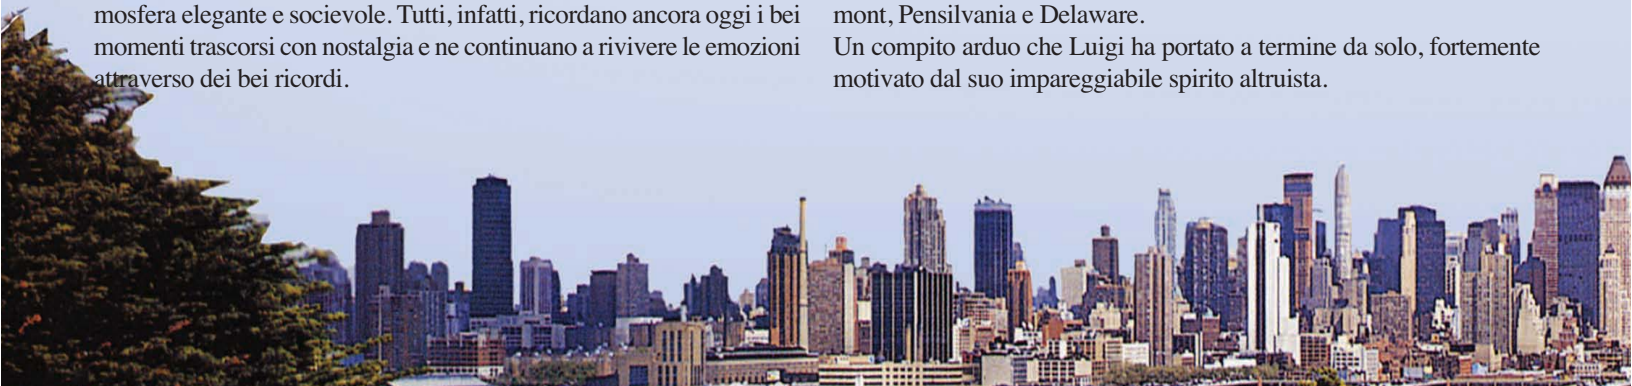 mosfera elegante e socievole. Tutti, infatti, ricordano ancora oggi i bei
momenti trascorsi con nostalgia e ne continuano a rivivere le emozioni
attraverso dei bei ricordi.
mont, Pensilvania e Delaware.
Un compito arduo che Luigi ha portato a termine da solo, fortemente
motivato dal suo impareggiabile spirito altruista.